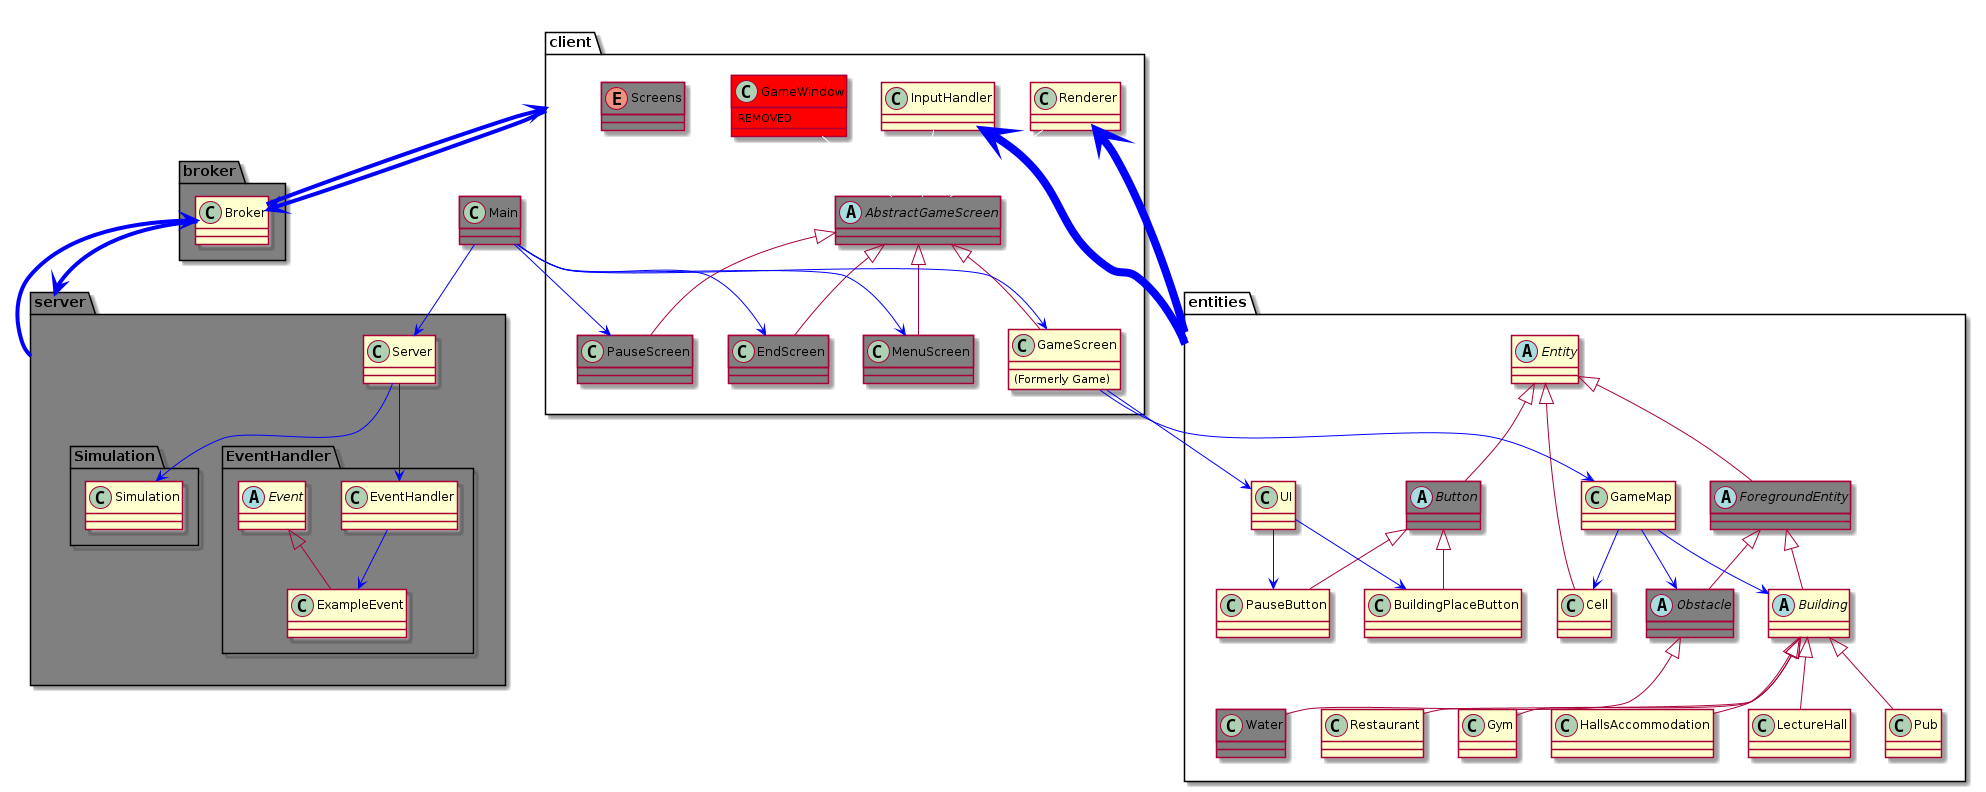 client
E Screens
C GameWindow
REMOVED
C InputHandler
C Renderer
broker
C Broker
C Main
A AbstractGameScreen
server
C Server
C PauseScreen
C EndScreen
C MenuScreen
C GameScreen
(Formerly Game)
entities
A Entity
Simulation
C Simulation
EventHandler
A Event
C EventHandler
C ExampleEvent
C UI
A Button
C GameMap
A ForegroundEntity
C PauseButton
C BuildingPlaceButton
C Cell
A Obstacle
A Building
C Water
C Restaurant
C Gym
C HallsAccommodation
C LectureHall
C Pub